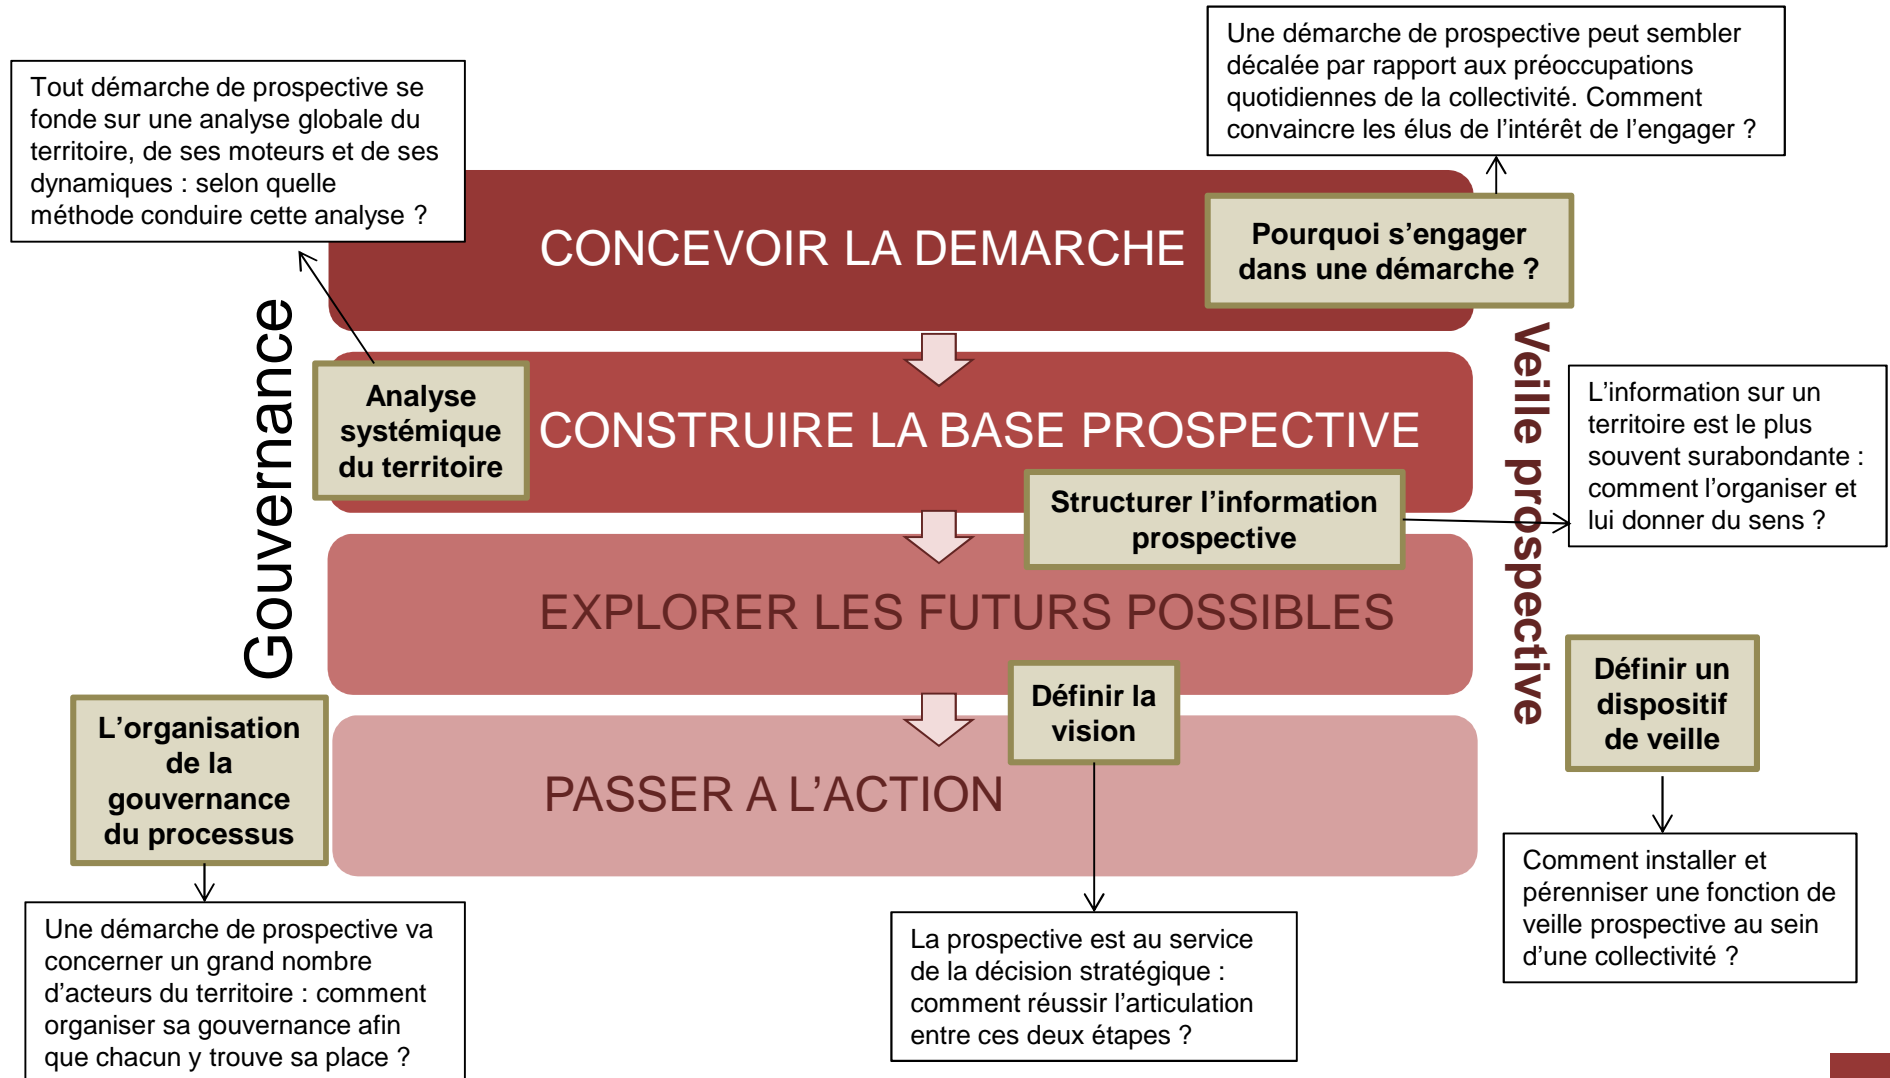 Une démarche de prospective peut sembler
décalée par rapport aux préoccupations
quotidiennes de la collectivité. Comment
convaincre les élus de l’intérêt de l’engager ?
Tout démarche de prospective se
fonde sur une analyse globale du
territoire, de ses moteurs et de ses
dynamiques : selon quelle
méthode conduire cette analyse ?
CONCEVOIR LA DEMARCHE
Pourquoi s’engager
dans une démarche ?
Gouvernance
Veille prospective
Analyse
systémique
du territoire
CONSTRUIRE LA BASE PROSPECTIVE
L’information sur un
territoire est le plus
souvent surabondante :
comment l’organiser et
lui donner du sens ?
Structurer l’information
prospective
EXPLORER LES FUTURS POSSIBLES
Définir la
vision
Définir un
dispositif
de veille
L’organisation
de la
gouvernance
du processus
PASSER A L’ACTION
Comment installer et
pérenniser une fonction de
veille prospective au sein
d’une collectivité ?
Une démarche de prospective va
concerner un grand nombre
d’acteurs du territoire : comment
organiser sa gouvernance afin
que chacun y trouve sa place ?
La prospective est au service
de la décision stratégique :
comment réussir l’articulation
entre ces deux étapes ?